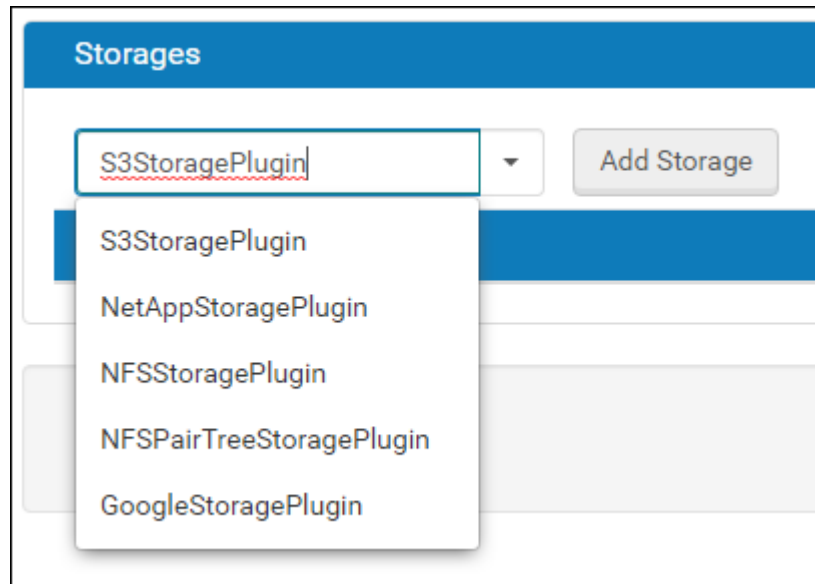 Storages
S3StoragePlugin
Add Storage
S3StoragePlugin
NetAppStoragePlugin
NFSStoragePlugin
NFSPairTreeStoragePlugin
GoogleStoragePlugin